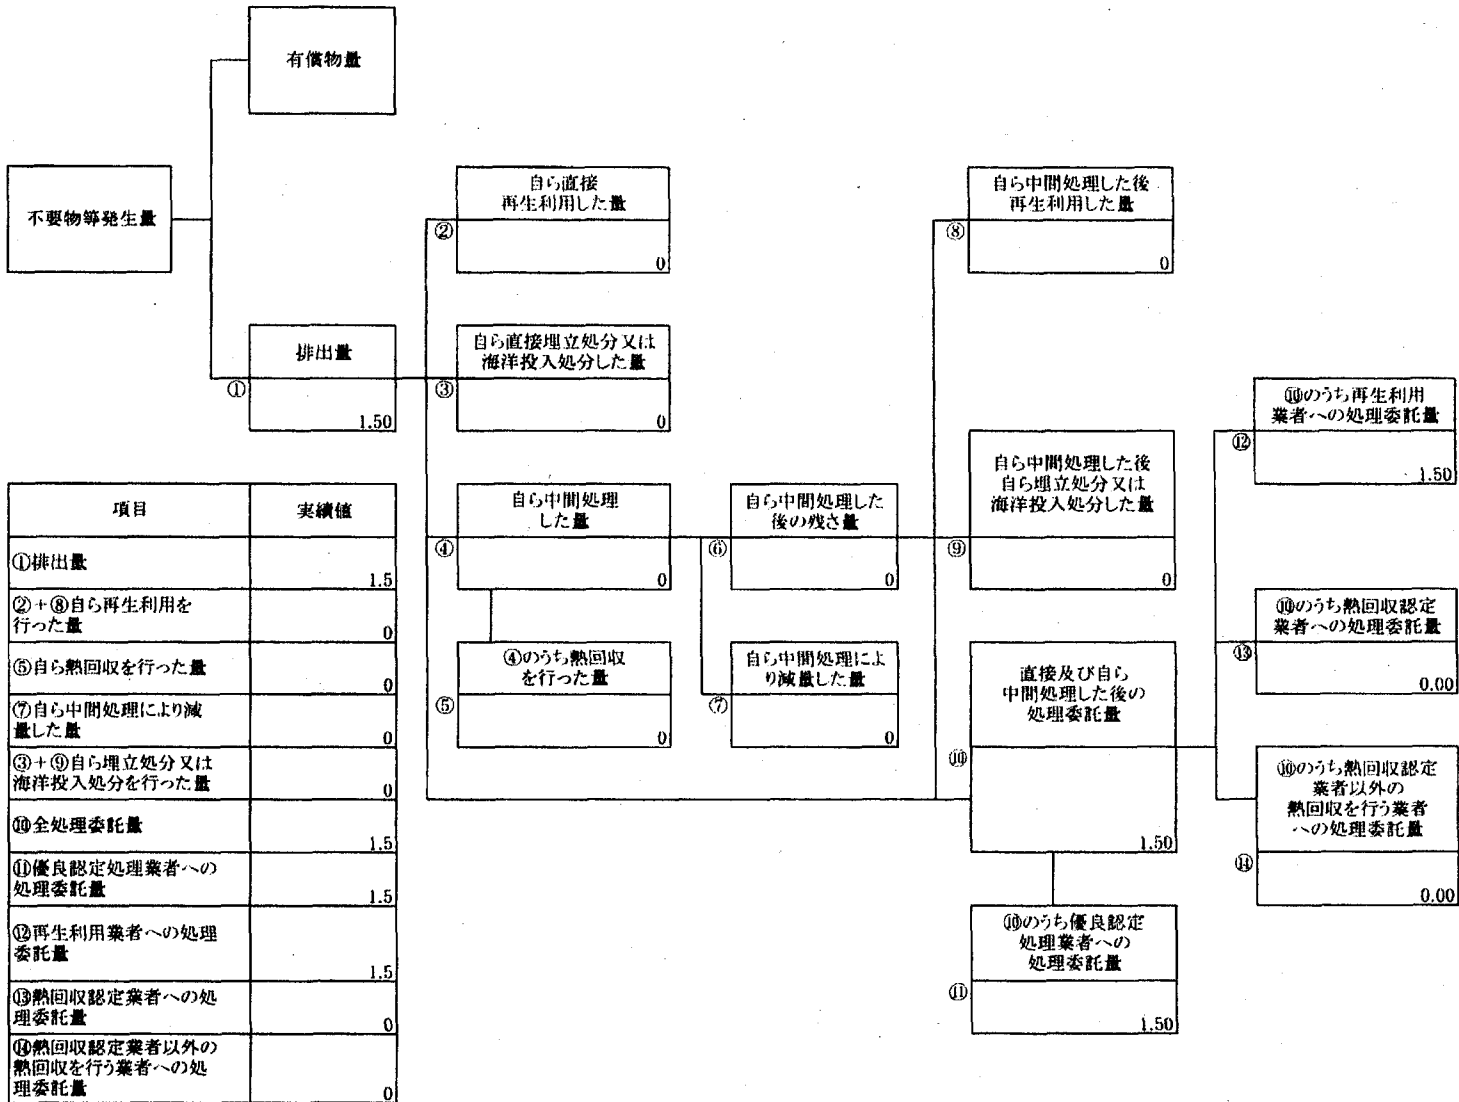 有償物量
不要物等発生量
排出量
①
1.50
自ら直接
再生利用した量
②
0
自ら直接埋立処分又は
海洋投入処分した量
③
0
自ら中間処理
した量
④
0
④のうち熱回収
を行った量
⑤
0
自ら中間処理した
後の残さ量
⑥
0
自ら中間処理によ
り減量した量
⑦
0
自ら中間処理した後
再生利用した量
⑧
0
自ら中間処理した後
自ら埋立処分又は
海洋投入処分した量
⑨
0
直接及び自ら
中間処理した後の
処理委託量
⑩
1.50
⑩のうち優良認定
処理業者への
処理委託量
⑪
1.50
⑩のうち再生利用
業者への処理委託量
⑫
1.50
⑩のうち熱回収認定
業者への処理委託量
⑬
0.00
⑩のうち熱回収認定
業者以外の
熱回収を行う業者
への処理委託量
⑭
0.00
項目 実績値
①排出量
1.5
②+⑧自ら再生利用を
行った量
0
⑤自ら熱回収を行った量
0
⑦自ら中間処理により減
量した量
0
③+⑨自ら埋立処分又は
海洋投入処分を行った量
0
⑩全処理委託量
1.5
⑪優良認定処理業者への
処理委託量
1.5
⑫再生利用業者への処理
委託量
1.5
⑬熱回収認定業者への処
理委託量
0
⑭熱回収認定業者以外の
熱回収を行う業者への処
理委託量
0